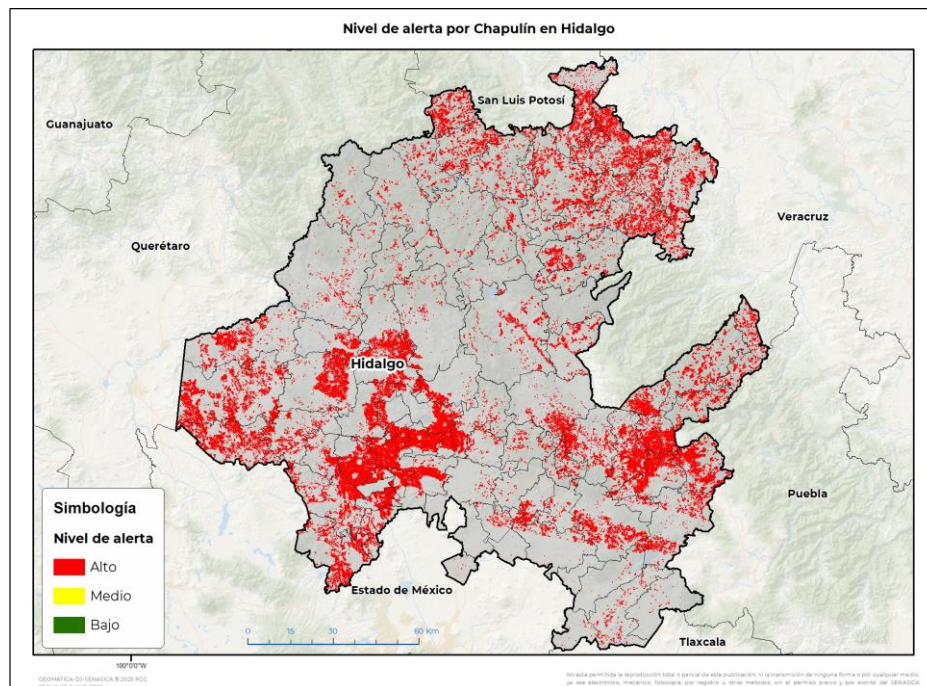 Nivel de alerta por Chapulín en Hidalgo
San Luis Potosí
Guanajuato
Veracruz
Querétaro
Hidalgo
Puebla
Simbología
Nivel de alerta
Alto
Medio
Bajo
Estado de México
0 15 30 60 Km
Tlaxcala
190°0'0"W
No está permitida la reproducción total o parcial de esta publicación, ni la transmisión de ninguna forma o por cualquier medio,
ya sea electrónico, mecánico, fotocopia, por registro u otros métodos, sin el permiso previo y por escrito del SENASICA.